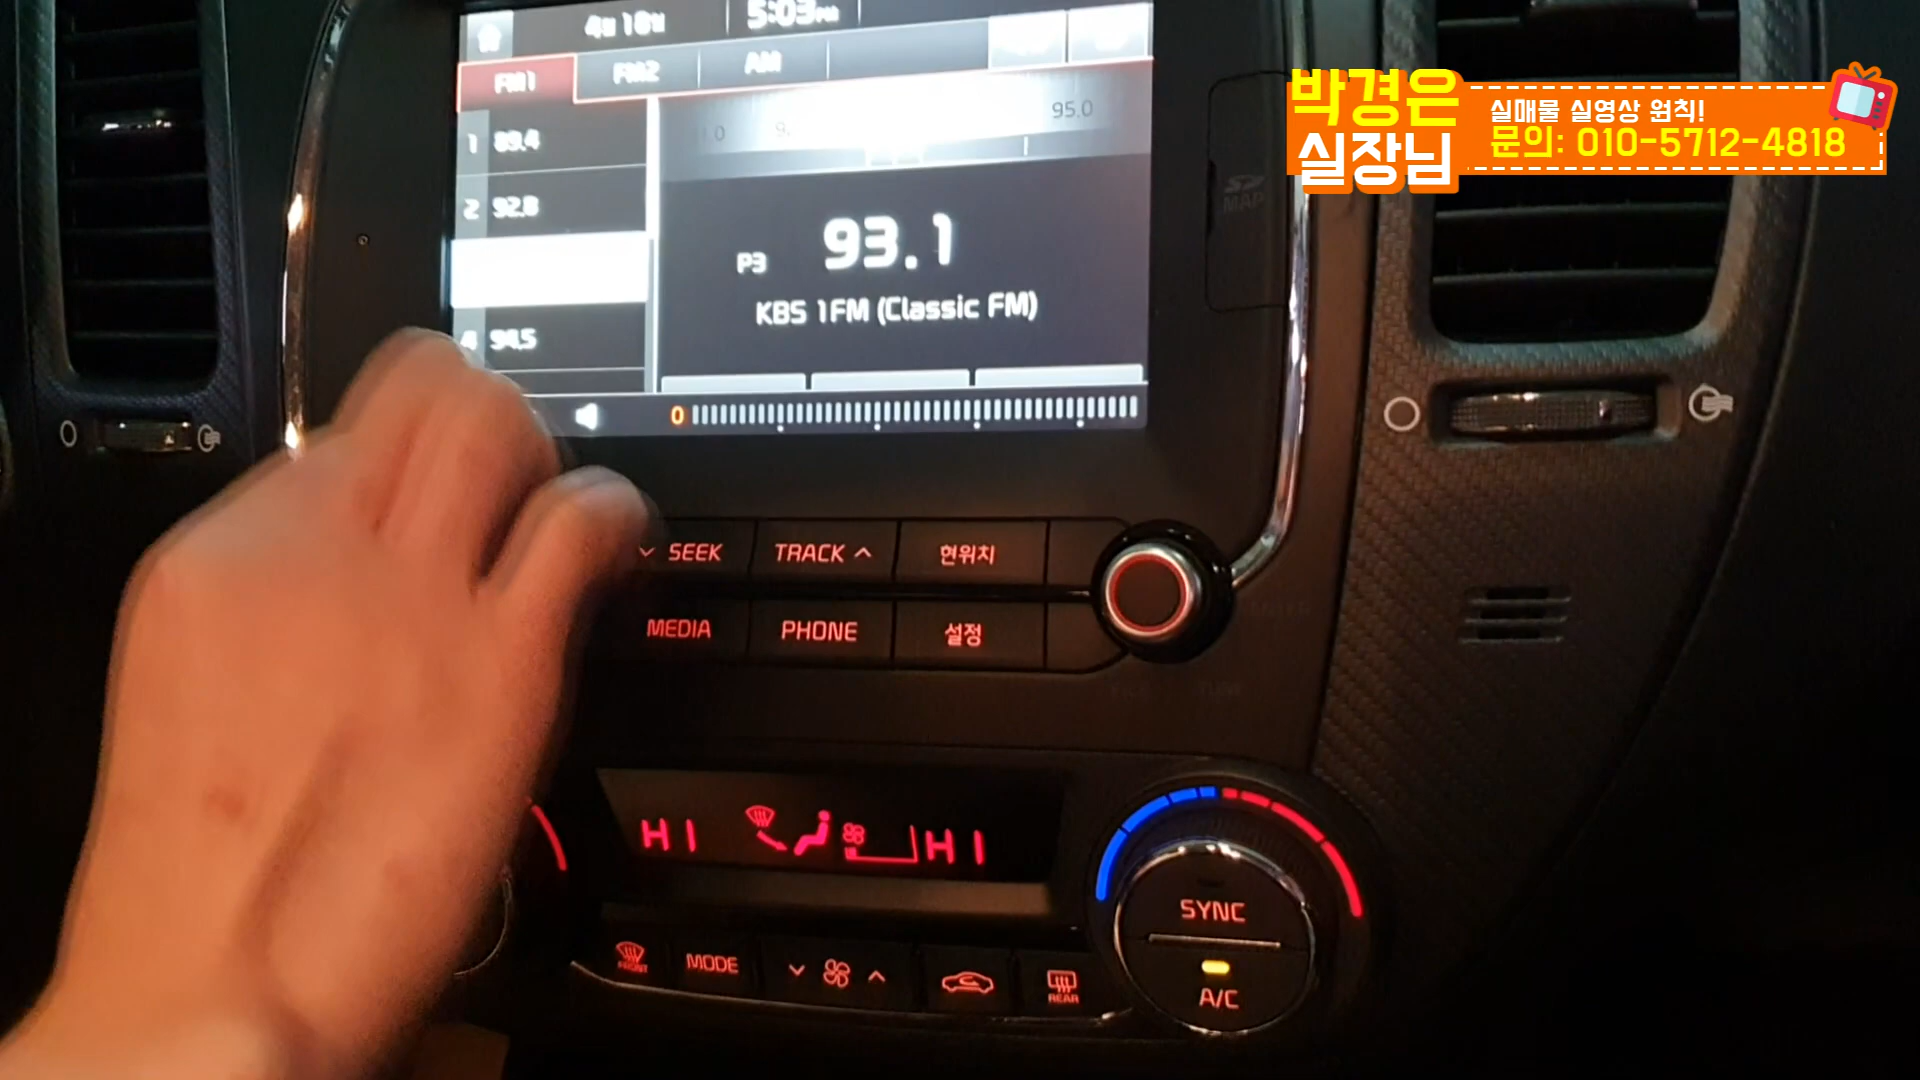 4월 18일
5:03PM
FM1
FM2
AM
95.0
1 89.4
2 92.8
4 94.5
P3 93.1
KBS 1FM (Classic FM)
0
SD
MAP
박경은
실장님
실매물 실영상 원칙!
문의: 010-5712-4818
SEEK
TRACK
현위치
MEDIA
PHONE
설정
HI
HI
FRONT
MODE
REAR
SYNC
A/C